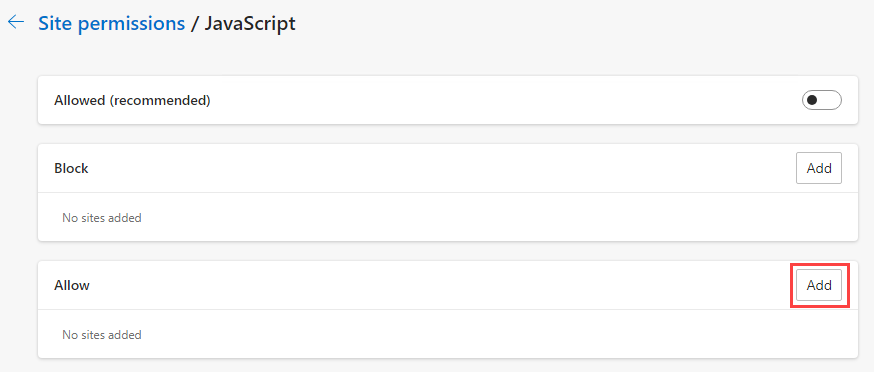 Site permissions / JavaScript
Allowed (recommended)
Block Add
No sites added
Allow Add
No sites added